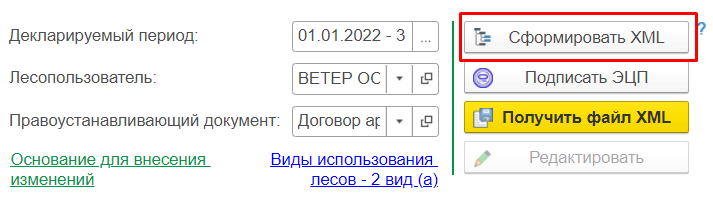 Декларируемый период: 01.01.2022 - 3 ...
Сформировать XML ?
Лесопользователь: ВЕТЕР ОС
Подписать ЭЦП
Правоустанавливающий документ: Договор ар
Получить файл XML
Основание для внесения
изменений
Виды использования
лесов - 2 вид (а)
Редактировать